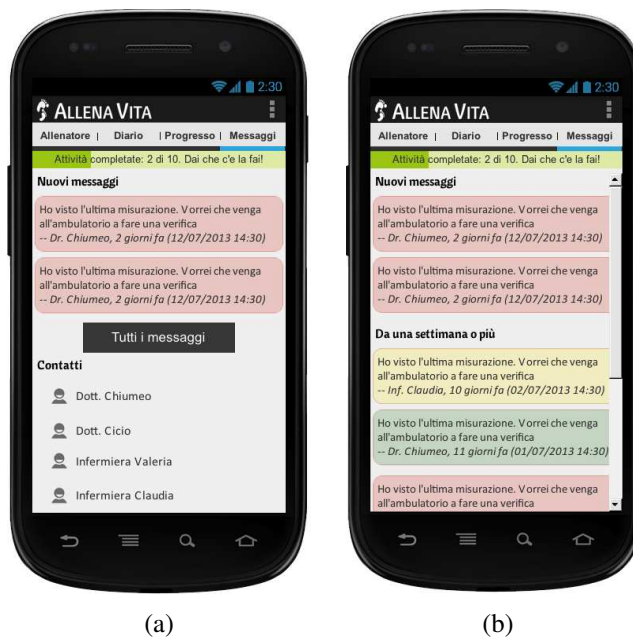 2:30
ALLENA VITA
Allenatore | Diario | Progresso | Messaggi
Attività completate: 2 di 10. Dai che c'e la fai!
Nuovi messaggi
Ho visto l'ultima misurazione. Vorrei che venga
all'ambulatorio a fare una verifica
-- Dr. Chiumeo, 2 giorni fa (12/07/2013 14:30)
Ho visto l'ultima misurazione. Vorrei che venga
all'ambulatorio a fare una verifica
-- Dr. Chiumeo, 2 giorni fa (12/07/2013 14:30)
Tutti i messaggi
Contatti
Dott. Chiumeo
Dott. Cicio
Infermiera Valeria
Infermiera Claudia
(a)
2:30
ALLENA VITA
Allenatore | Diario | Progresso | Messaggi
Attività completate: 2 di 10. Dai che c'e la fai!
Nuovi messaggi
Ho visto l'ultima misurazione. Vorrei che venga
all'ambulatorio a fare una verifica
-- Dr. Chiumeo, 2 giorni fa (12/07/2013 14:30)
Ho visto l'ultima misurazione. Vorrei che venga
all'ambulatorio a fare una verifica
-- Dr. Chiumeo, 2 giorni fa (12/07/2013 14:30)
Da una settimana o più
Ho visto l'ultima misurazione. Vorrei che venga
all'ambulatorio a fare una verifica
-- Inf. Claudia, 10 giorni fa (02/07/2013 14:30)
Ho visto l'ultima misurazione. Vorrei che venga
all'ambulatorio a fare una verifica
-- Dr. Chiumeo, 11 giorni fa (01/07/2013 14:30)
Ho visto l'ultima misurazione. Vorrei che venga
all'ambulatorio a fare una verifica
(b)